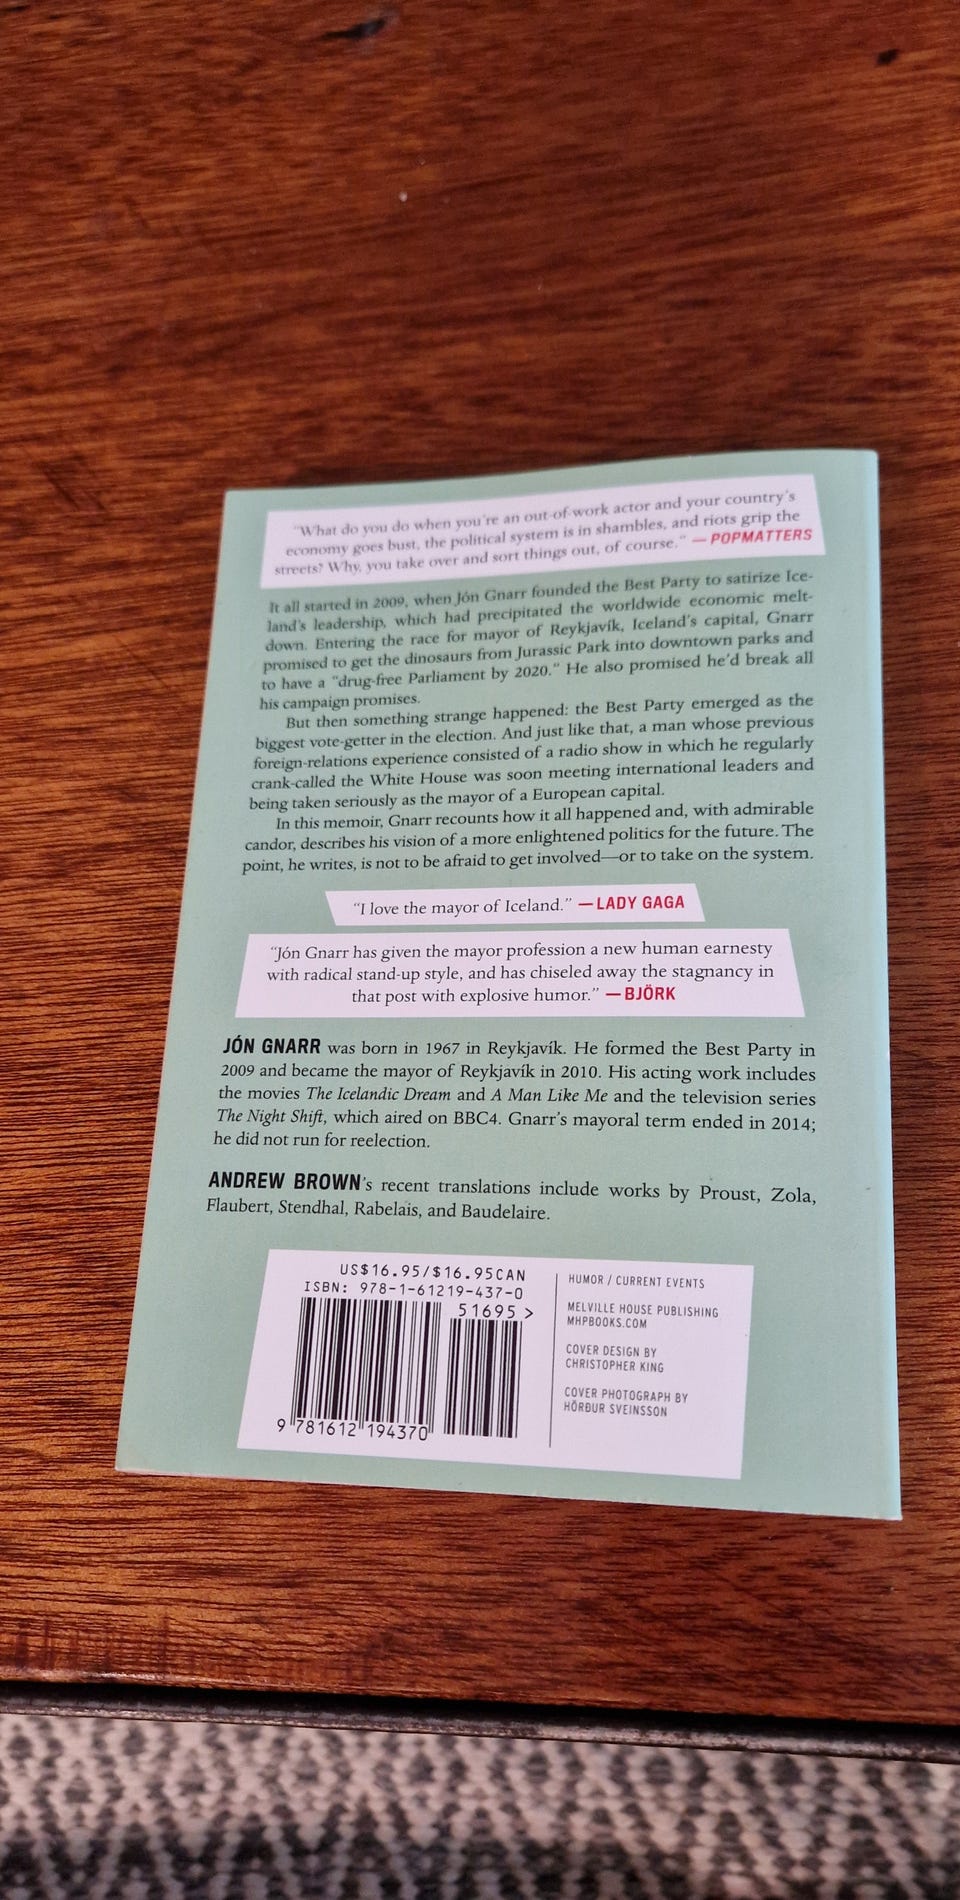 "What do you do when you're an out-of-work actor and your country's
economy goes bust, the political system is in shambles, and riots grip the
streets? Why, you take over and sort things out, of course." — POPMATTERS
It all started in 2009, when Jón Gnarr founded the Best Party to satirize Ice-
land's leadership, which had precipitated the worldwide economic melt-
down. Entering the race for mayor of Reykjavík, Iceland's capital, Gnarr
promised to get the dinosaurs from Jurassic Park into downtown parks and
to have a "drug-free Parliament by 2020." He also promised he'd break all
his campaign promises.
But then something strange happened: the Best Party emerged as the
biggest vote-getter in the election. And just like that, a man whose previous
foreign-relations experience consisted of a radio show in which he regularly
crank-called the White House was soon meeting international leaders and
being taken seriously as the mayor of a European capital.
In this memoir, Gnarr recounts how it all happened and, with admirable
candor, describes his vision of a more enlightened politics for the future. The
point, he writes, is not to be afraid to get involved—or to take on the system.
"I love the mayor of Iceland." —LADY GAGA
"Jón Gnarr has given the mayor profession a new human earnesty
with radical stand-up style, and has chiseled away the stagnancy in
that post with explosive humor." —BJÖRK
JÓN GNARR was born in 1967 in Reykjavík. He formed the Best Party in
2009 and became the mayor of Reykjavík in 2010. His acting work includes
the movies The Icelandic Dream and A Man Like Me and the television series
The Night Shift, which aired on BBC4. Gnarr's mayoral term ended in 2014;
he did not run for reelection.
ANDREW BROWN's recent translations include works by Proust, Zola,
Flaubert, Stendhal, Rabelais, and Baudelaire.
US$16.95/$16.95CAN
ISBN: 978-1-61219-437-0
51695 >
9 781612 194370
HUMOR / CURRENT EVENTS
MELVILLE HOUSE PUBLISHING
MHPBOOKS.COM
COVER DESIGN BY
CHRISTOPHER KING
COVER PHOTOGRAPH BY
HÖRÐUR SVEINSSON